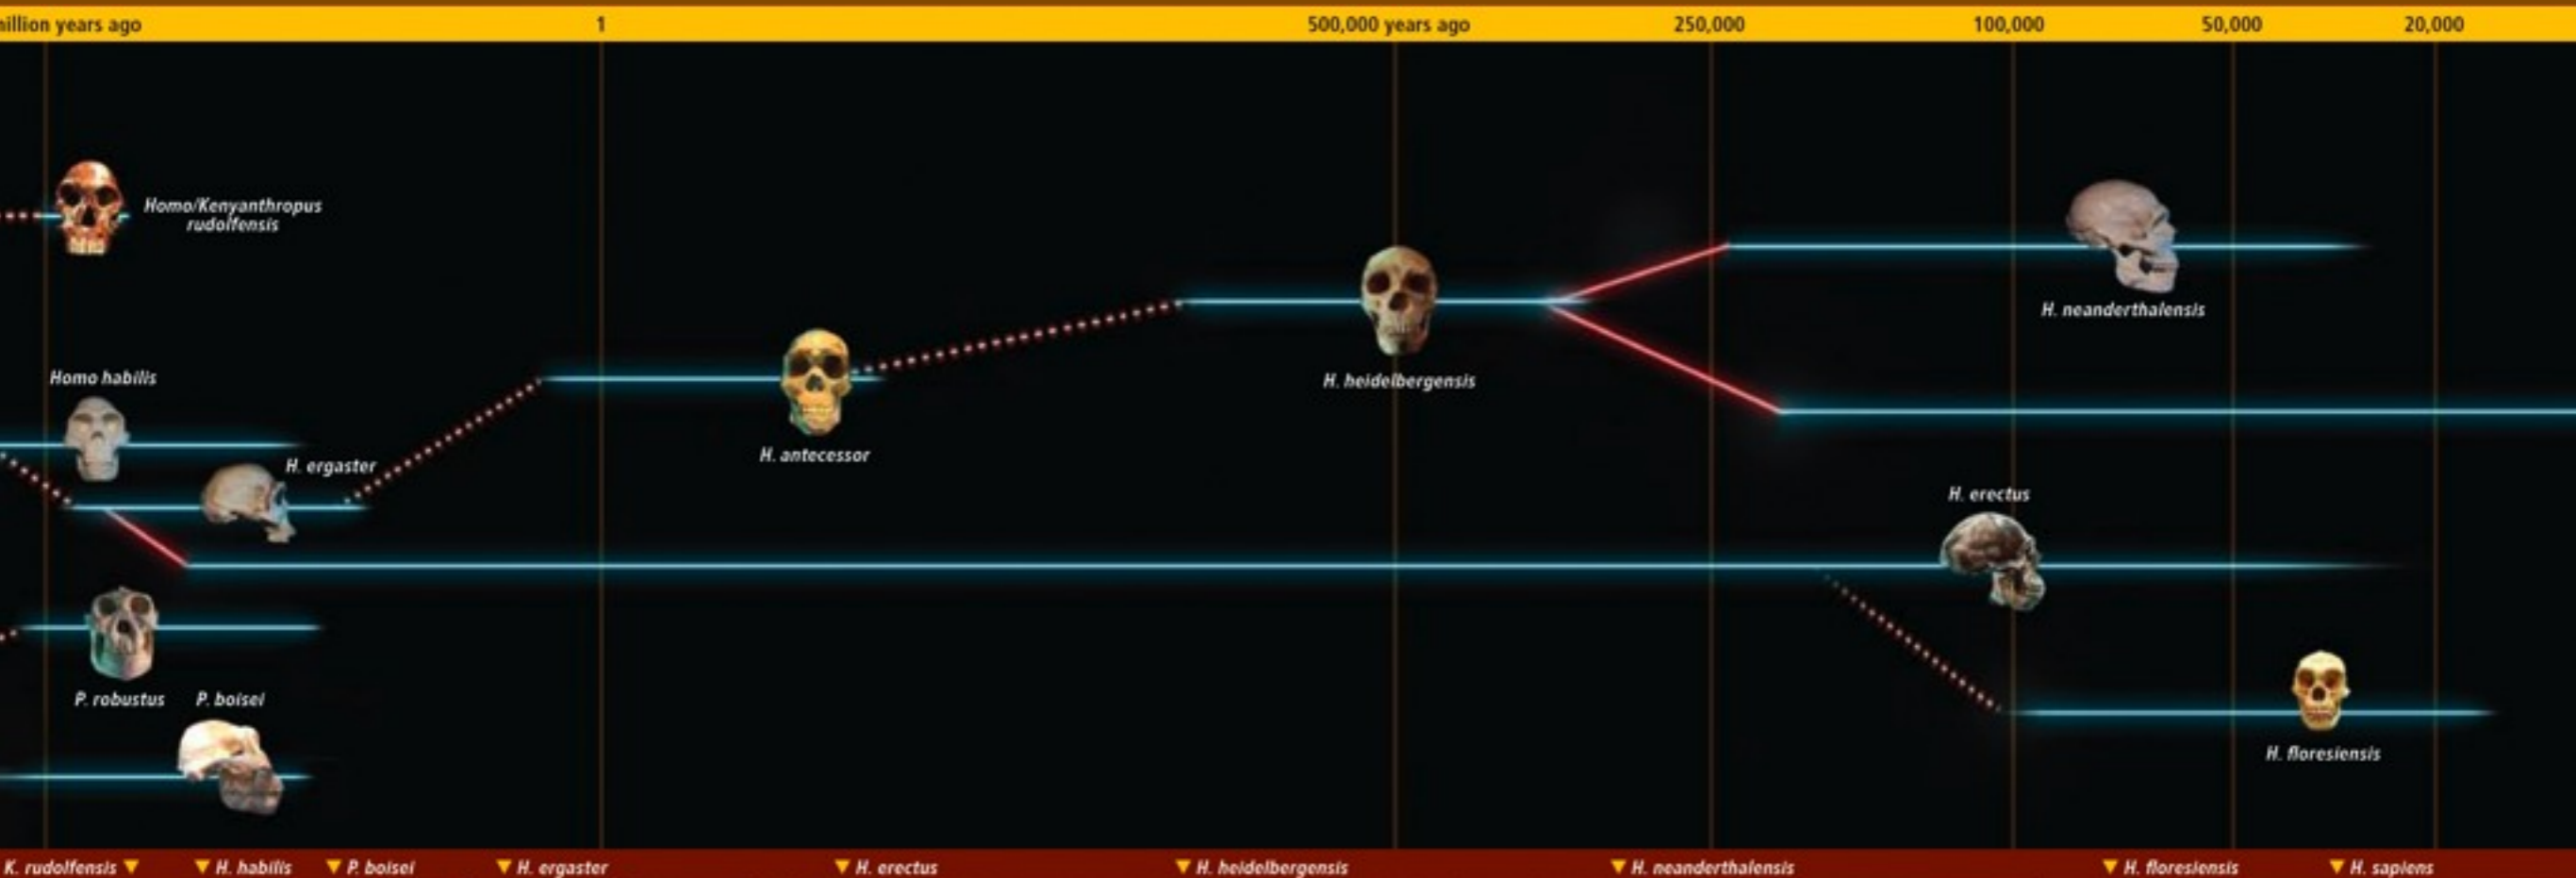 million years ago 1 500,000 years ago 250,000 100,000 50,000 20,000
Homo/Kenyanthropus
rudolfensis
H. neanderthalensis
Homo habilis
H. heidelbergensis
H. antecessor
H. ergaster
H. erectus
P. robustus P. boisei
H. floresiensis
K. rudolfensis ▼ ▼ H. habilis ▼ P. boisei ▼ H. ergaster ▼ H. erectus ▼ H. heidelbergensis ▼ H. neanderthalensis ▼ H. floresiensis ▼ H. sapiens